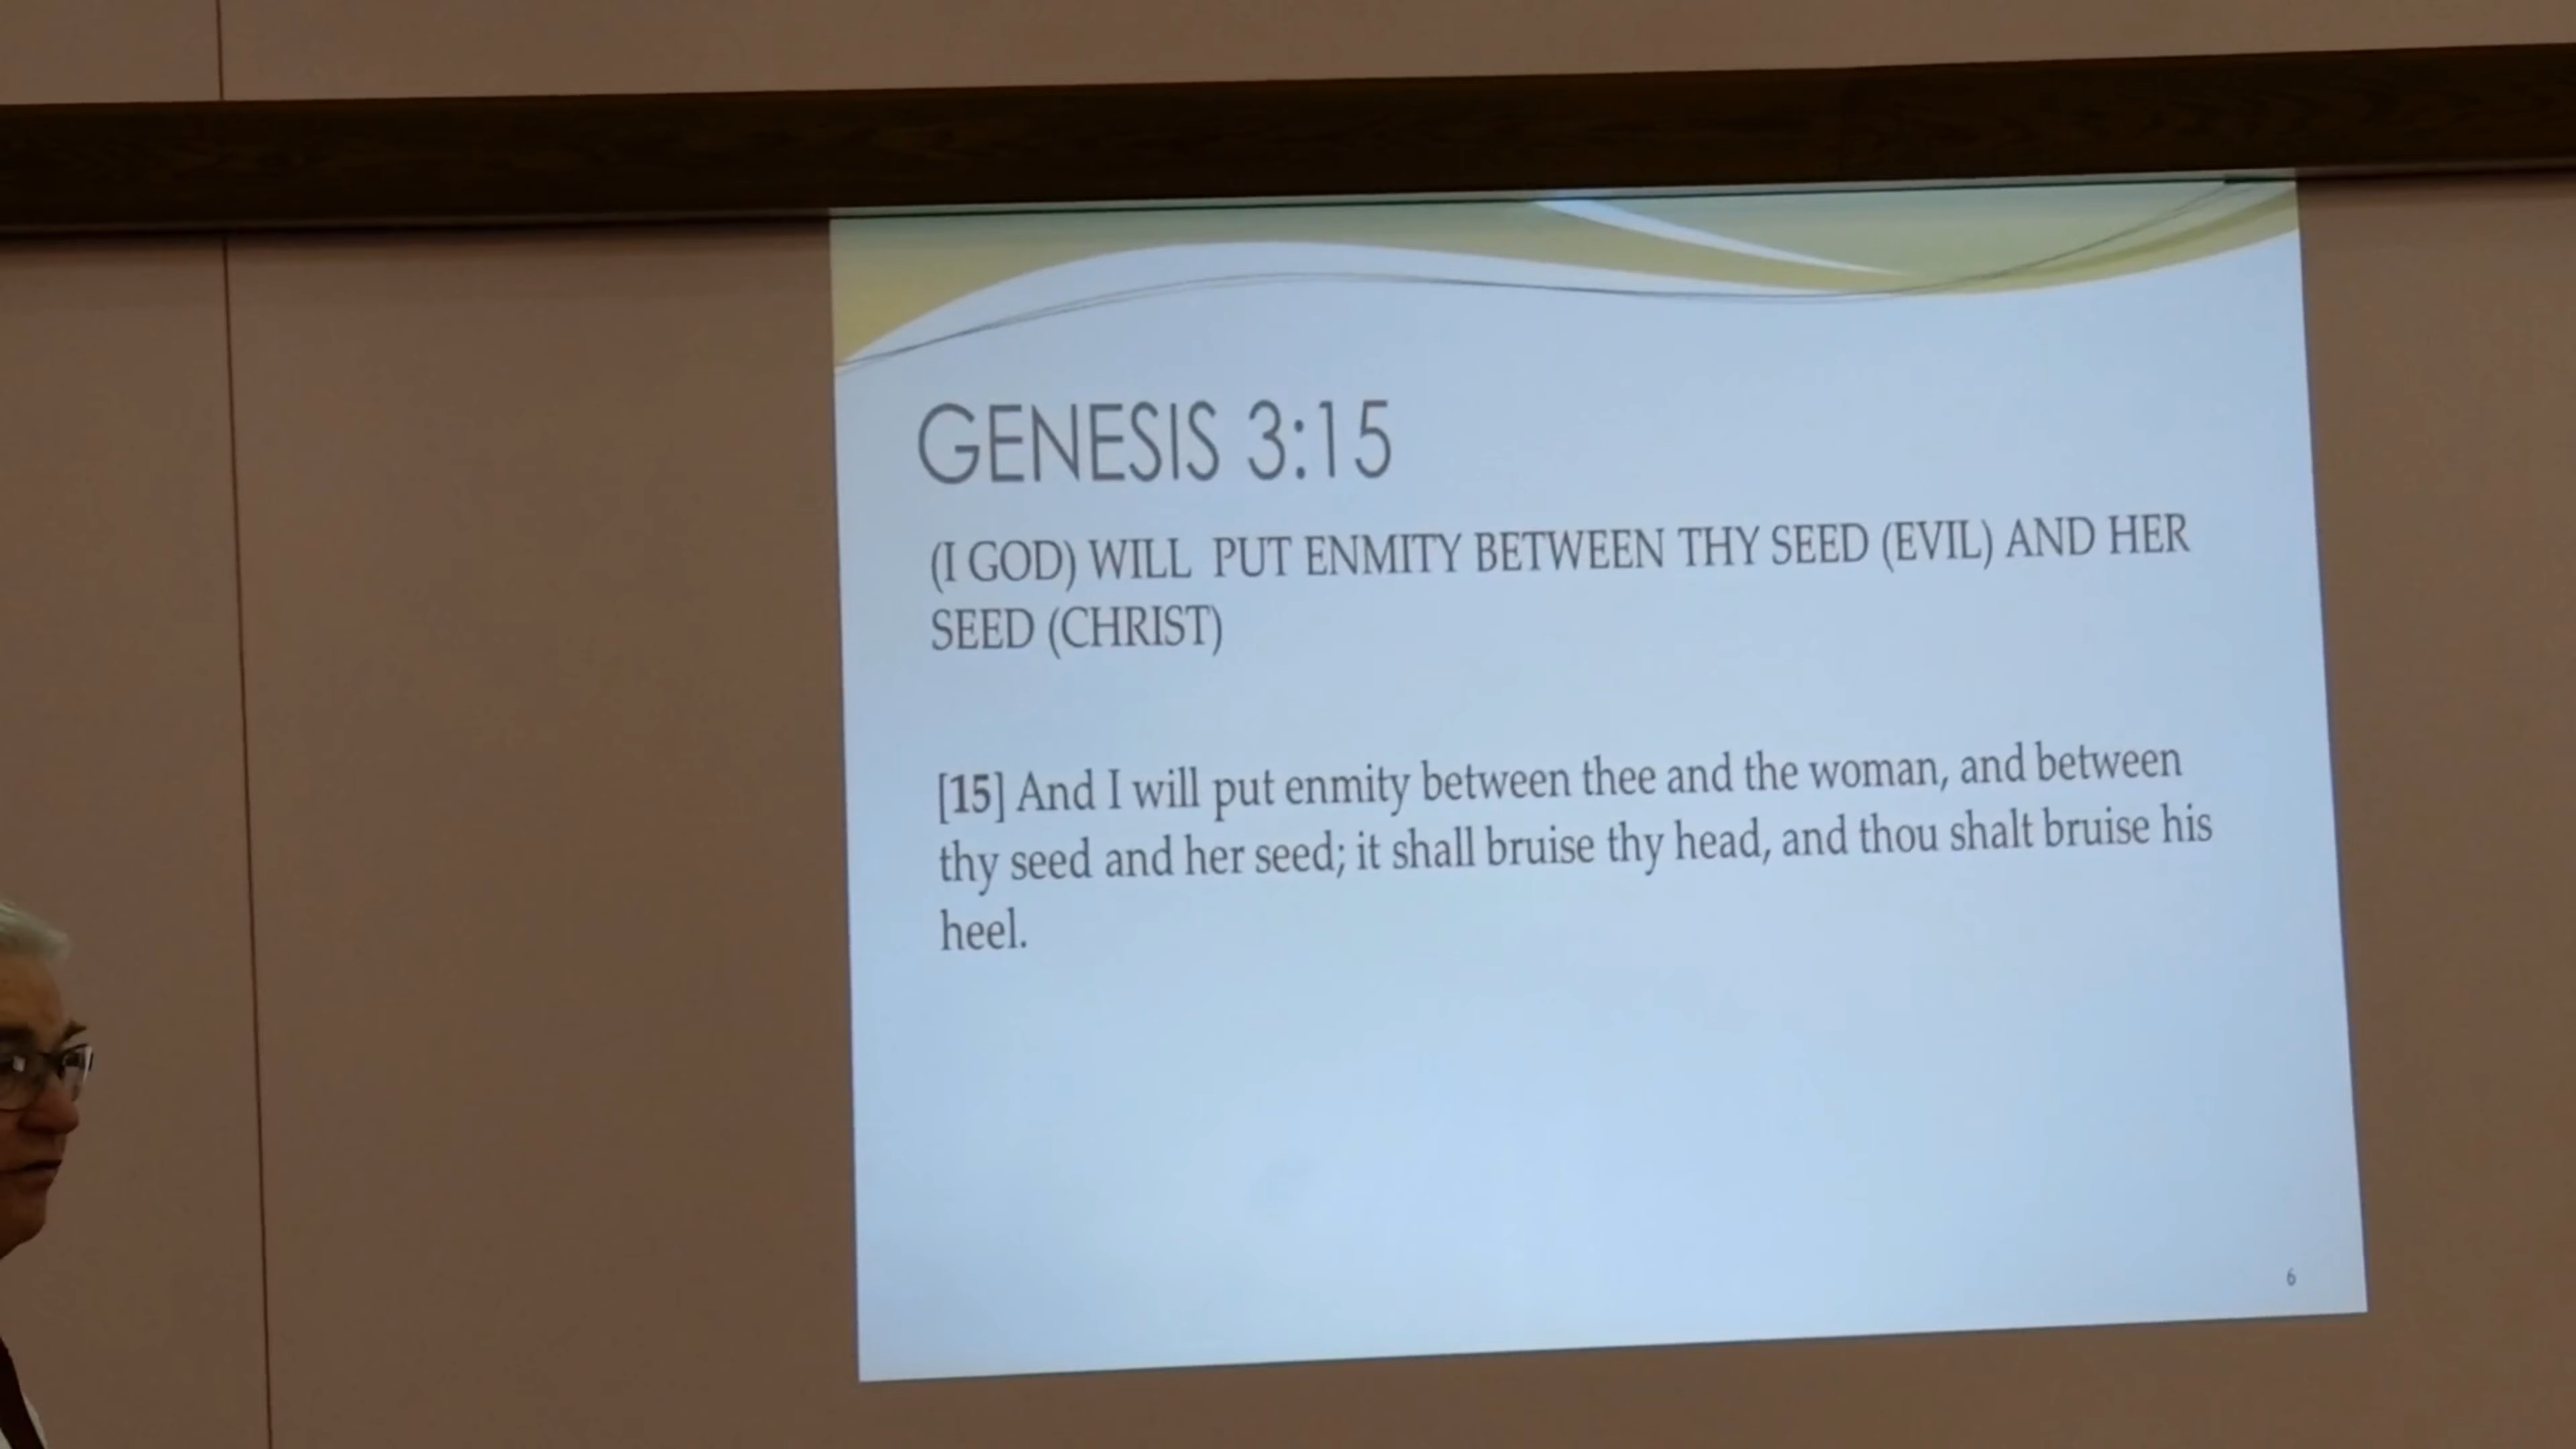 GENESIS 3:15
(I GOD) WILL PUT ENMITY BETWEEN THY SEED (EVIL) AND HER
SEED (CHRIST)
[15] And I will put enmity between thee and the woman, and between
thy seed and her seed; it shall bruise thy head, and thou shalt bruise his
heel.
6